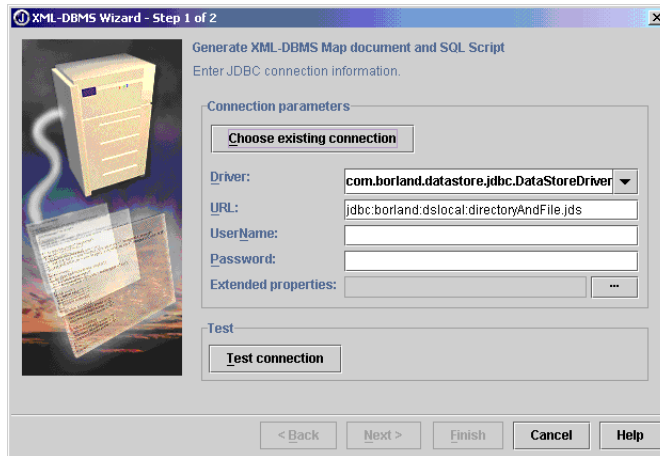 XML-DBMS Wizard - Step 1 of 2
Generate XML-DBMS Map document and SQL Script
Enter JDBC connection information.
Connection parameters
Choose existing connection
Driver: com.borland.datastore.jdbc.DataStoreDriver
URL: jdbc:borland:dslocal:directoryAndFile.jds
UserName:
Password:
Extended properties: ...
Test
Test connection
< Back Next > Finish Cancel Help